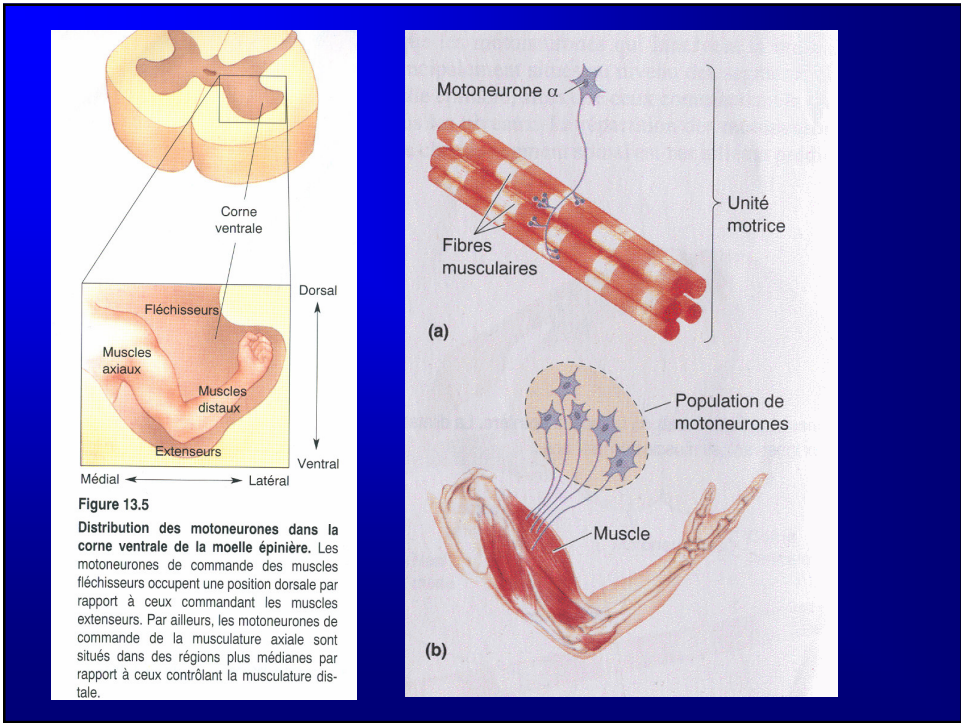 Corne
ventrale
Dorsal
Fléchisseurs
Muscles
axiaux
Muscles
distaux
Extenseurs
Ventral
Médial
Latéral
Figure 13.5
Distribution des motoneurones dans la
corne ventrale de la moelle épinière. Les
motoneurones de commande des muscles
fléchisseurs occupent une position dorsale par
rapport à ceux commandant les muscles
extenseurs. Par ailleurs, les motoneurones de
commande de la musculature axiale sont
situés dans des régions plus médianes par
rapport à ceux contrôlant la musculature dis-
tale.
Motoneurone α
Unité
motrice
Fibres
musculaires
(a)
Population de
motoneurones
Muscle
(b)